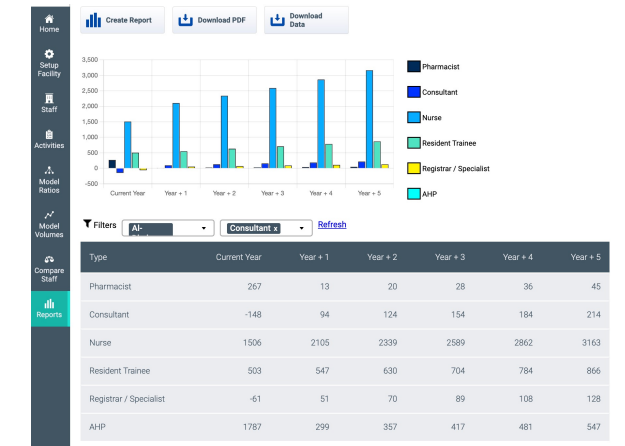 Home
Setup
Facility
Staff
Activities
Model
Ratios
Model
Volumes
Compare
Staff
Reports
Create Report
Download PDF
Download
Data
3,500
3,000
2,500
2,000
1,500
1,000
500
0
-500
Current Year Year + 1 Year + 2 Year + 3 Year + 4 Year + 5
Pharmacist
Consultant
Nurse
Resident Trainee
Registrar / Specialist
AHP
Filters Al- Consultant x Refresh
Type Current Year Year + 1 Year + 2 Year + 3 Year + 4 Year + 5
Pharmacist 267 13 20 28 36 45
Consultant -148 94 124 154 184 214
Nurse 1506 2105 2339 2589 2862 3163
Resident Trainee 503 547 630 704 784 866
Registrar / Specialist -61 51 70 89 108 128
AHP 1787 299 357 417 481 547